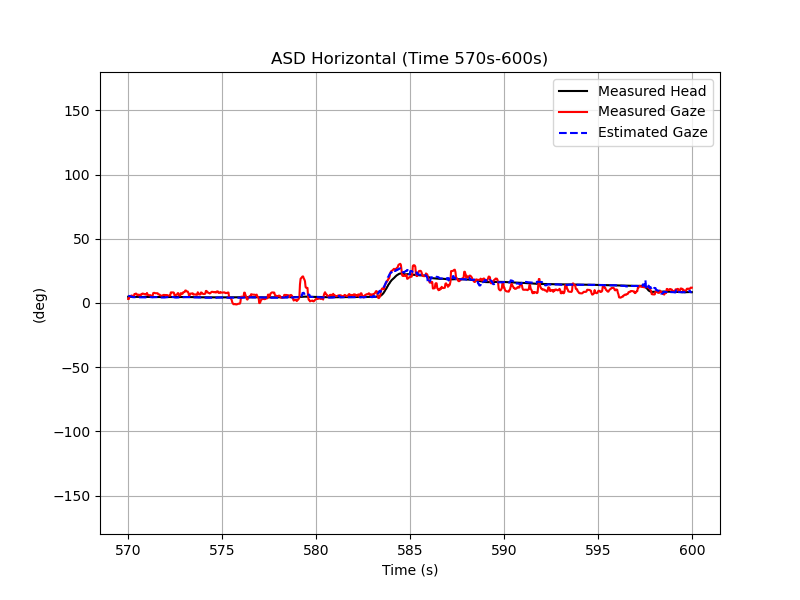 ASD Horizontal (Time 570s-600s)
Measured Head
Measured Gaze
Estimated Gaze
150
100
50
0
−50
−100
−150
(deg)
570 575 580 585 590 595 600
Time (s)